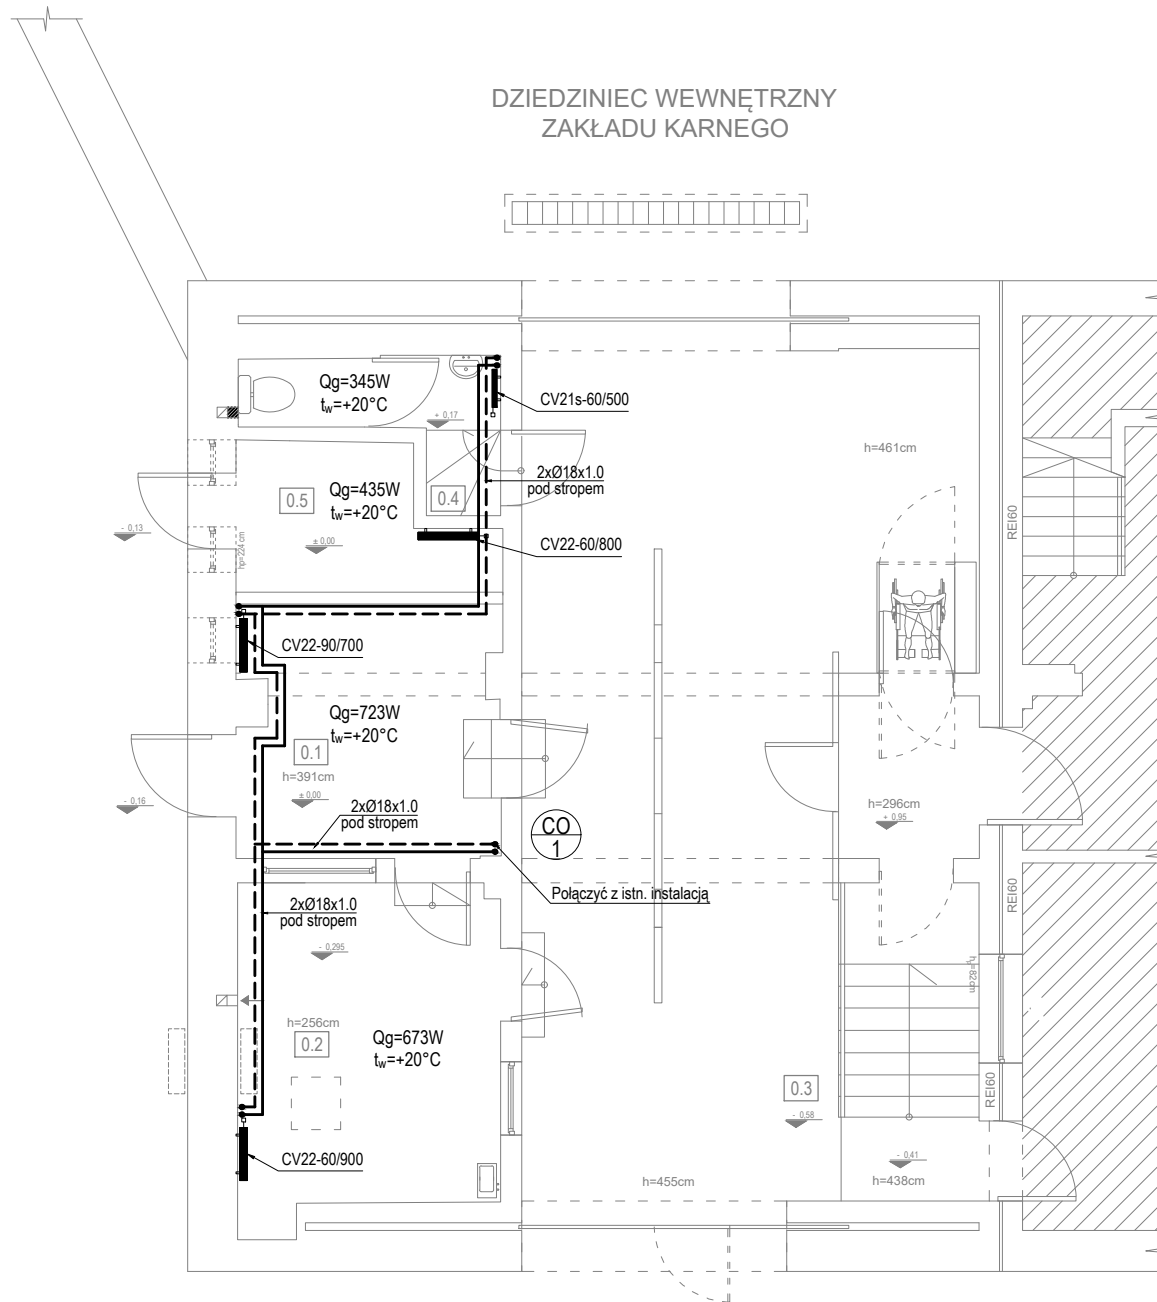 DZIEDZINIEC WEWNĘTRZNY
ZAKŁADU KARNEGO
Qg=345W
tw=+20°C
CV21s-60/500
+ 0,17
h=461cm
2xØ18x1.0
pod stropem
0.5
Qg=435W
tw=+20°C
0.4
REI60
- 0,13
± 0,00
hp=224 cm
CV22-60/800
CV22-90/700
Qg=723W
tw=+20°C
0.1
h=391cm
± 0,00
- 0,16
2xØ18x1.0
pod stropem
h=296cm
+ 0,95
CO
1
Połączyć z istn. instalacją
REI60
2xØ18x1.0
pod stropem
- 0,295
h=82cm
h=256cm
0.2
Qg=673W
tw=+20°C
0.3
- 0,58
REI60
CV22-60/900
- 0,41
h=455cm
h=438cm